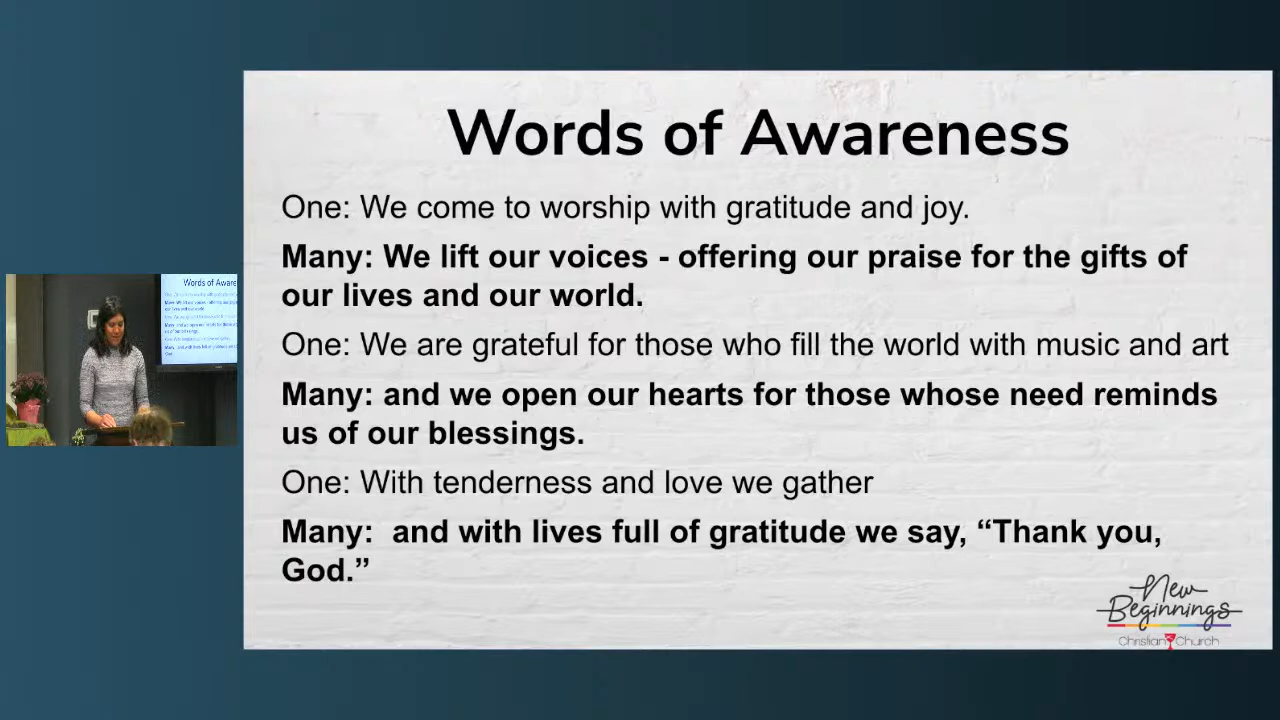 Words of Awareness
One: We come to worship with gratitude and joy.
Many: We lift our voices - offering our praise for the gifts of
our lives and our world.
One: We are grateful for those who fill the world with music and art
Many: and we open our hearts for those whose need reminds
us of our blessings.
One: With tenderness and love we gather
Many:  and with lives full of gratitude we say, “Thank you,
God.”
New
Beginnings
Christian Church
Words of Aware